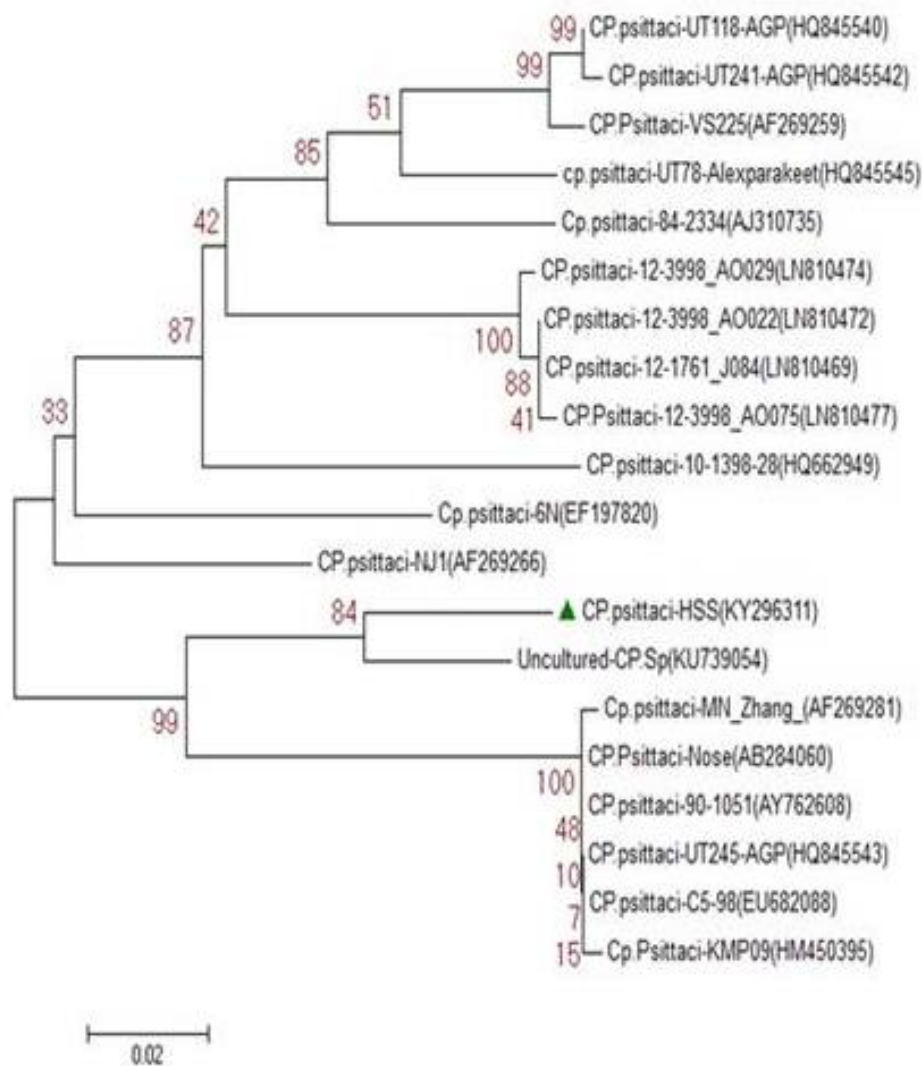 99
CP.psittaci-UT118-AGP(HQ845540)
99
CP.psittaci-UT241-AGP(HQ845542)
51
CP.Psittaci-VS225(AF269259)
85
cp.psittaci-UT78-Alexparakeet(HQ845545)
42
Cp.psittaci-84-2334(AJ310735)
CP.psittaci-12-3998_AO029(LN810474)
87
CP.psittaci-12-3998_AO022(LN810472)
100
CP.psittaci-12-1761_J084(LN810469)
88
33
41
CP.Psittaci-12-3998_AO075(LN810477)
CP.psittaci-10-1398-28(HQ662949)
Cp.psittaci-6N(EF197820)
CP.psittaci-NJ1(AF269266)
84
CP.psittaci-HSS(KY296311)
Uncultured-CP.Sp(KU739054)
99
Cp.psittaci-MN_Zhang_(AF269281)
CP.Psittaci-Nose(AB284060)
100
CP.psittaci-90-1051(AY762608)
48
CP.psittaci-UT245-AGP(HQ845543)
10
CP.psittaci-C5-98(EU682088)
7
15
Cp.Psittaci-KMP09(HM450395)
0.02